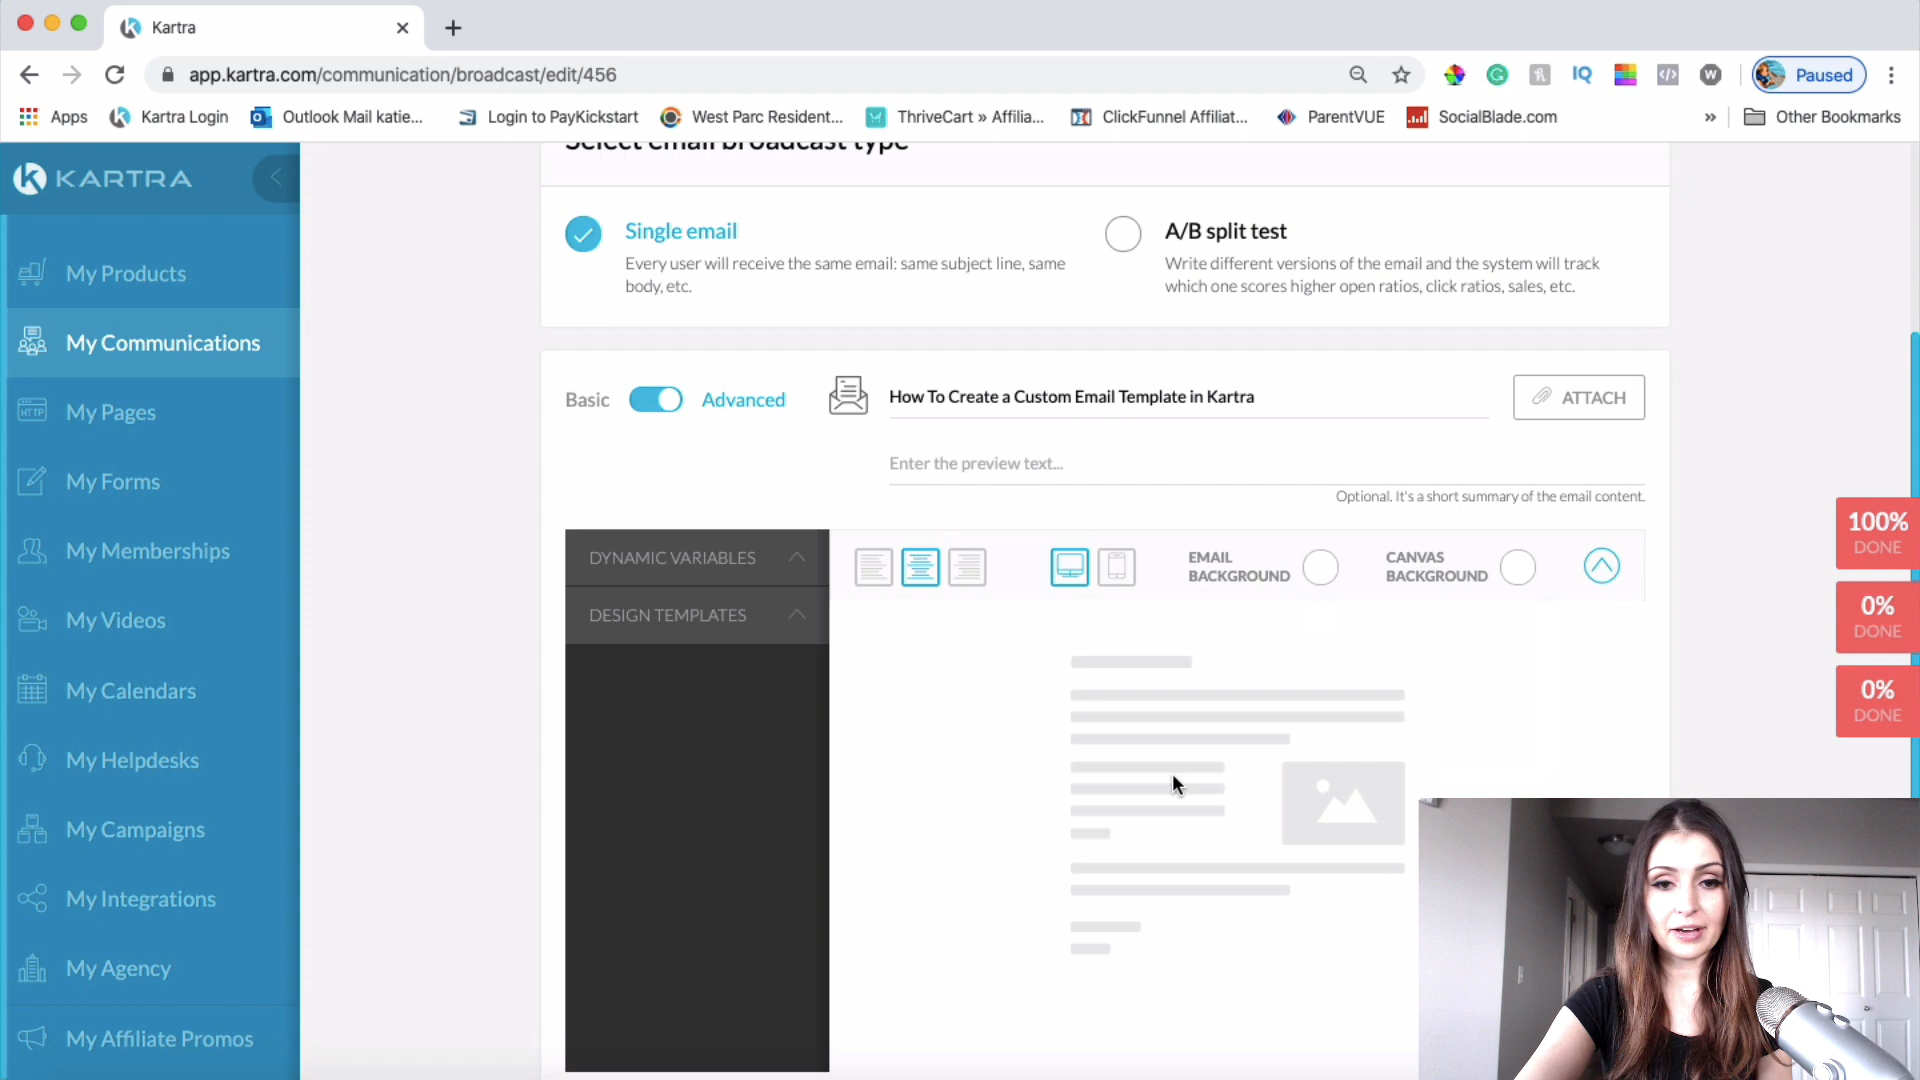 Kartra
app.kartra.com/communication/broadcast/edit/456
Paused
Apps
Kartra Login
Outlook Mail katie...
Login to PayKickstart
West Parc Resident...
ThriveCart » Affilia...
ClickFunnel Affiliat...
ParentVUE
SocialBlade.com
»
Other Bookmarks
KARTRA
My Products
My Communications
My Pages
My Forms
My Memberships
My Videos
My Calendars
My Helpdesks
My Campaigns
My Integrations
My Agency
My Affiliate Promos
Select email broadcast type
Single email
Every user will receive the same email: same subject line, same
body, etc.
A/B split test
Write different versions of the email and the system will track
which one scores higher open ratios, click ratios, sales, etc.
Basic
Advanced
How To Create a Custom Email Template in Kartra
ATTACH
Enter the preview text...
Optional. It's a short summary of the email content.
DYNAMIC VARIABLES
DESIGN TEMPLATES
EMAIL
BACKGROUND
CANVAS
BACKGROUND
100%
DONE
0%
DONE
0%
DONE
HTTP
IQ
W